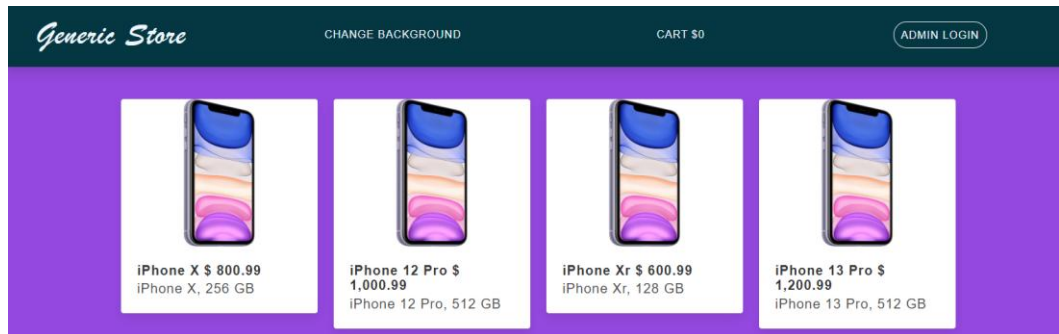 Generic Store
CHANGE BACKGROUND
CART $0
ADMIN LOGIN
iPhone X $ 800.99
iPhone X, 256 GB
iPhone 12 Pro $
1,000.99
iPhone 12 Pro, 512 GB
iPhone Xr $ 600.99
iPhone Xr, 128 GB
iPhone 13 Pro $
1,200.99
iPhone 13 Pro, 512 GB